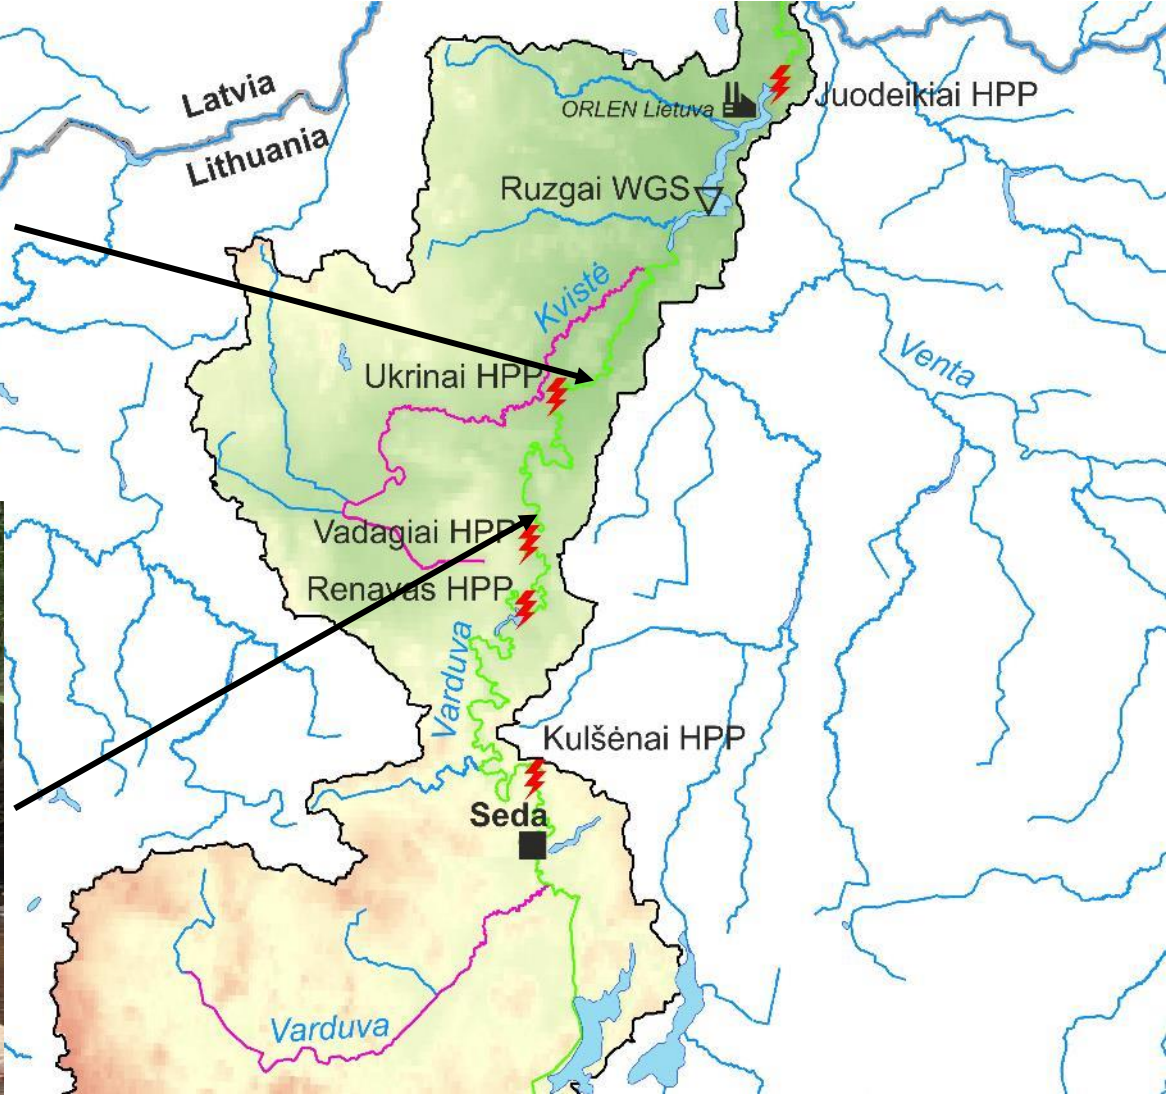 Latvia
Lithuania
ORLEN Lietuva
Juodeikiai HPP
Ruzgai WGS
Kvistė
Venta
Ukrinai HPP
Vadagiai HPP
Renavas HPP
Varduva
Kulšėnai HPP
Seda
Varduva